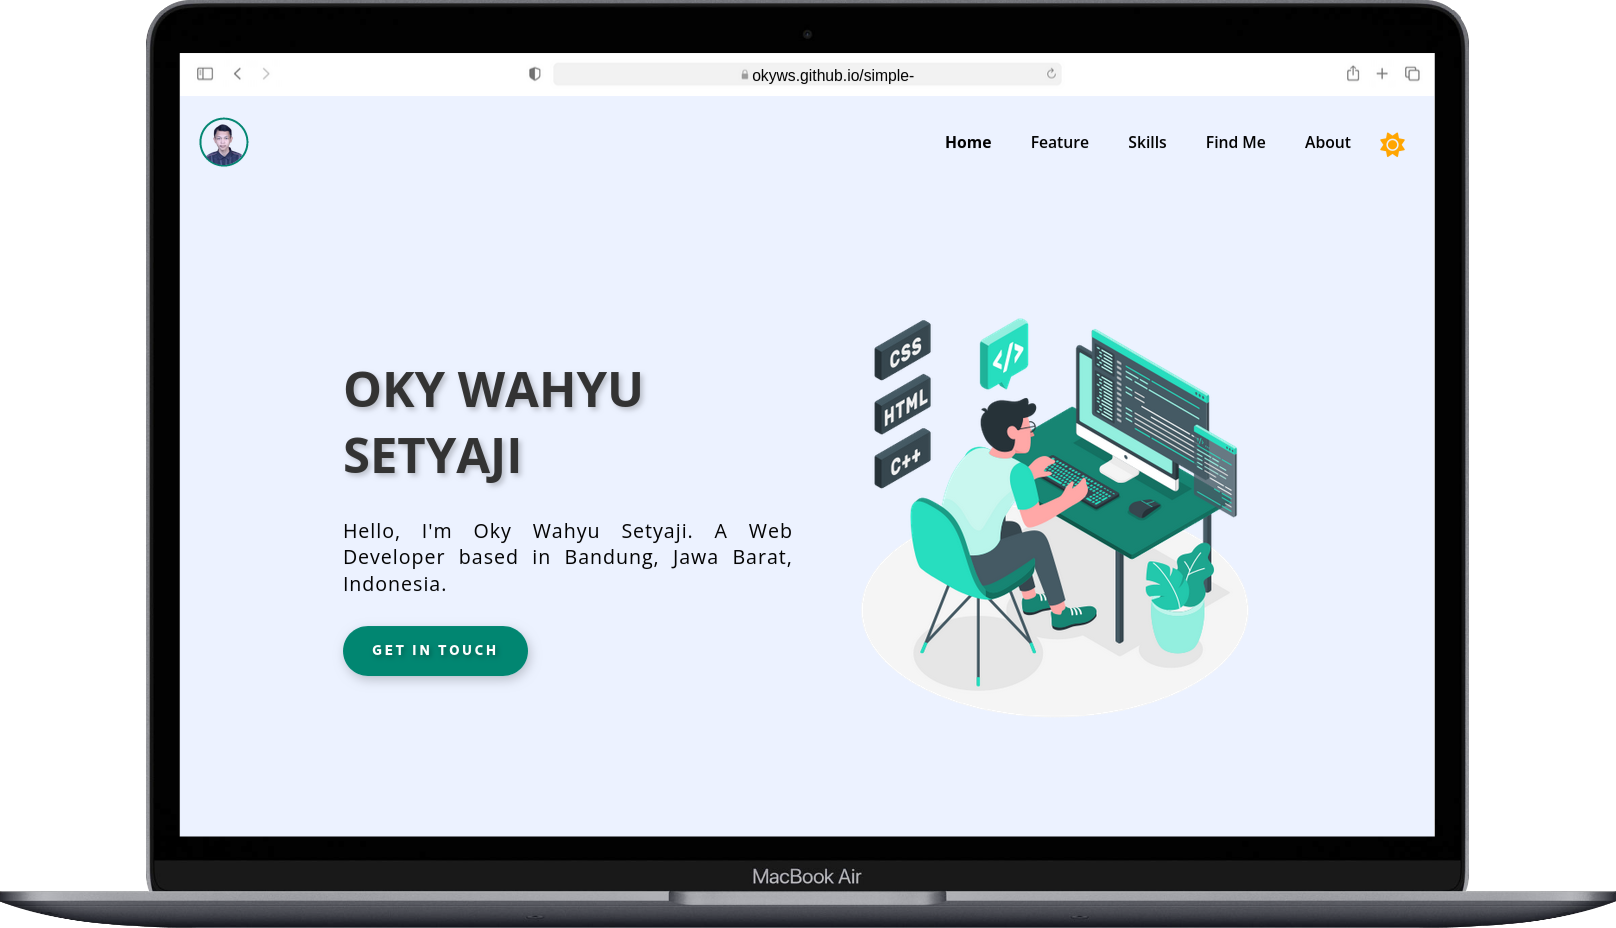 okyws.github.io/simple-
Home Feature Skills Find Me About
CSS
</>
HTML
C++
OKY WAHYU
SETYAJI
Hello, I'm Oky Wahyu Setyaji. A Web
Developer based in Bandung, Jawa Barat,
Indonesia.
GET IN TOUCH
MacBook Air